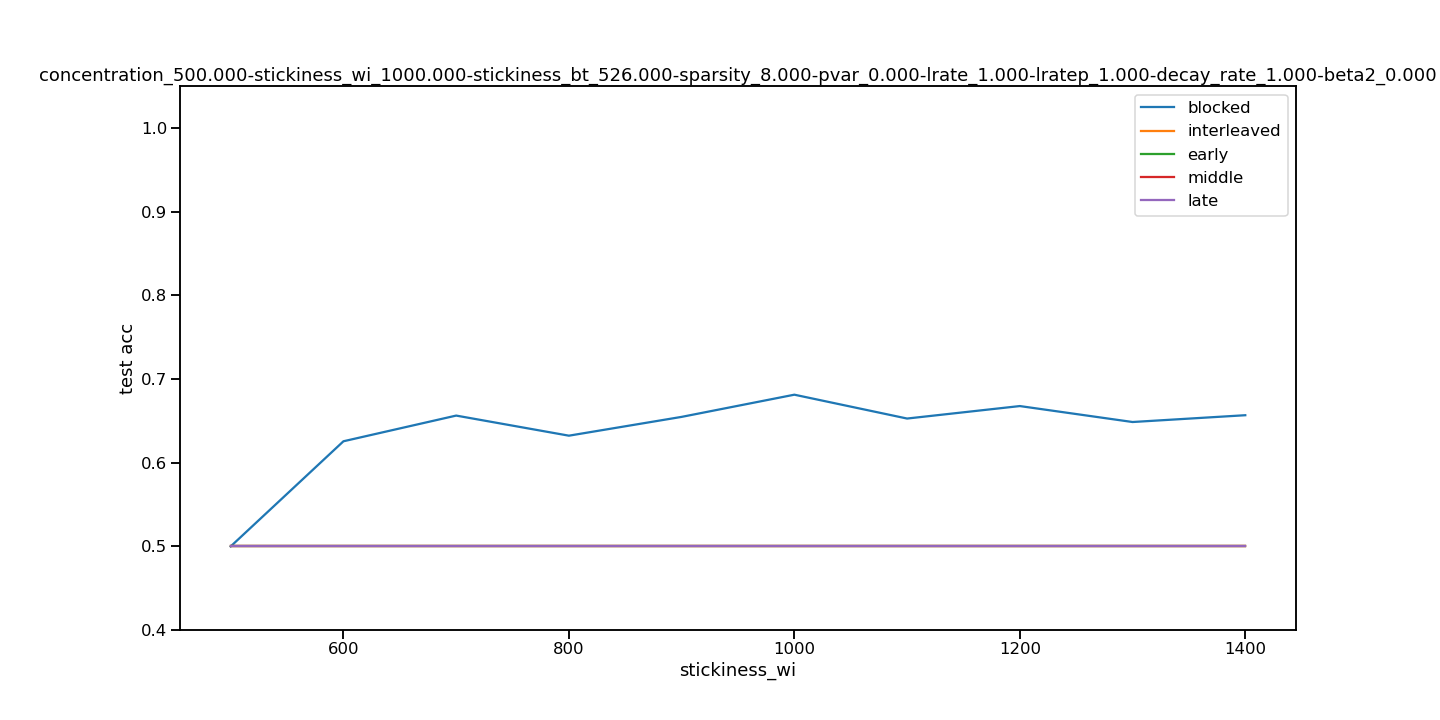 concentration_500.000-stickiness_wi_1000.000-stickiness_bt_526.000-sparsity_8.000-pvar_0.000-lrate_1.000-lratep_1.000-decay_rate_1.000-beta2_0.000
blocked
interleaved
early
middle
late
1.0
0.9
0.8
0.7
0.6
0.5
0.4
test acc
600 800 1000 1200 1400
stickiness_wi